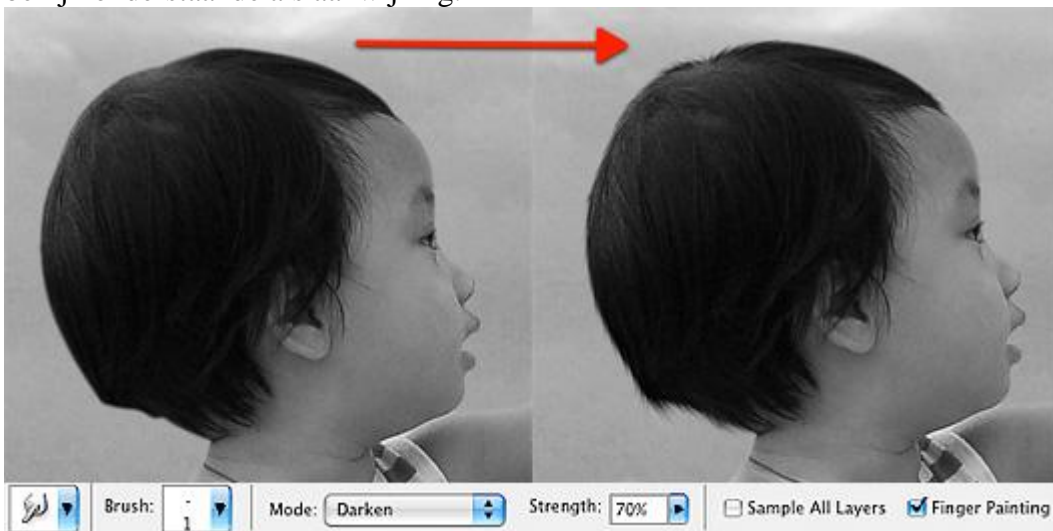 Brush:
1
Mode: Darken
Strength: 70%
Sample All Layers
Finger Painting